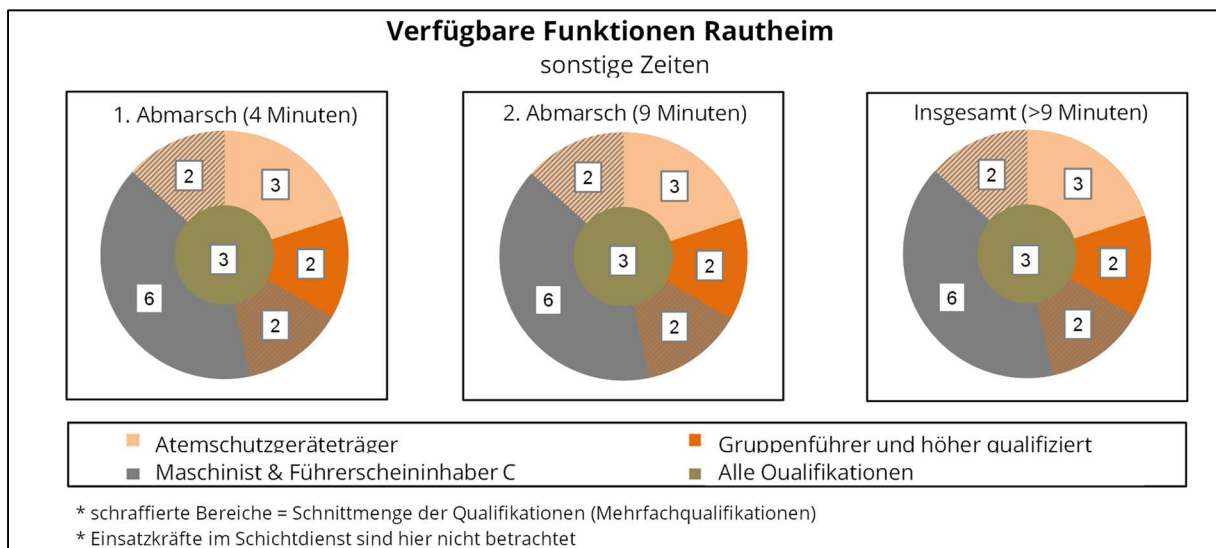 Verfügbare Funktionen Rautheim
sonstige Zeiten
1. Abmarsch (4 Minuten)
2
3
3
2
6
2
2. Abmarsch (9 Minuten)
2
3
3
2
6
2
Insgesamt (>9 Minuten)
2
3
3
2
6
2
Atemschutzgeräteträger
Gruppenführer und höher qualifiziert
Maschinist & Führerscheininhaber C
Alle Qualifikationen
* schraffierte Bereiche = Schnittmenge der Qualifikationen (Mehrfachqualifikationen)
* Einsatzkräfte im Schichtdienst sind hier nicht betrachtet